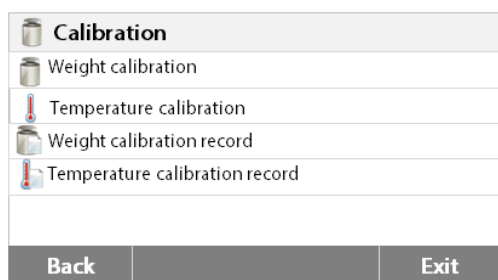 Calibration
Weight calibration
Temperature calibration
Weight calibration record
Temperature calibration record
Back Exit